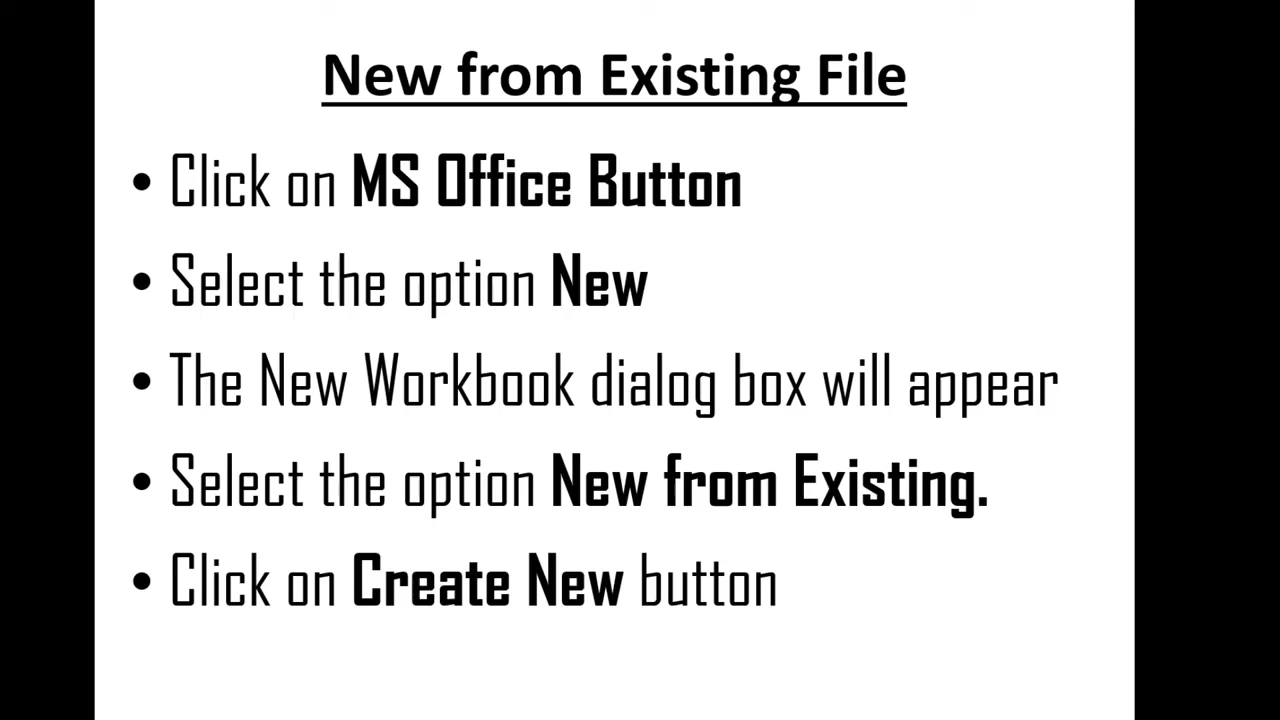 New from Existing File
• Click on MS Office Button
• Select the option New
• The New Workbook dialog box will appear
• Select the option New from Existing.
• Click on Create New button